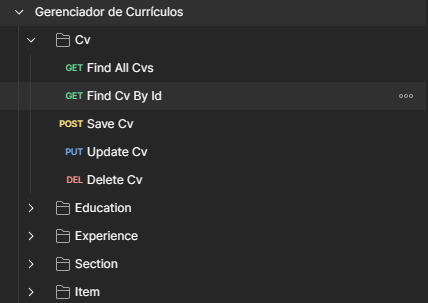 Gerenciador de Currículos
Cv
GET Find All Cvs
GET Find Cv By Id
POST Save Cv
PUT Update Cv
DEL Delete Cv
Education
Experience
Section
Item